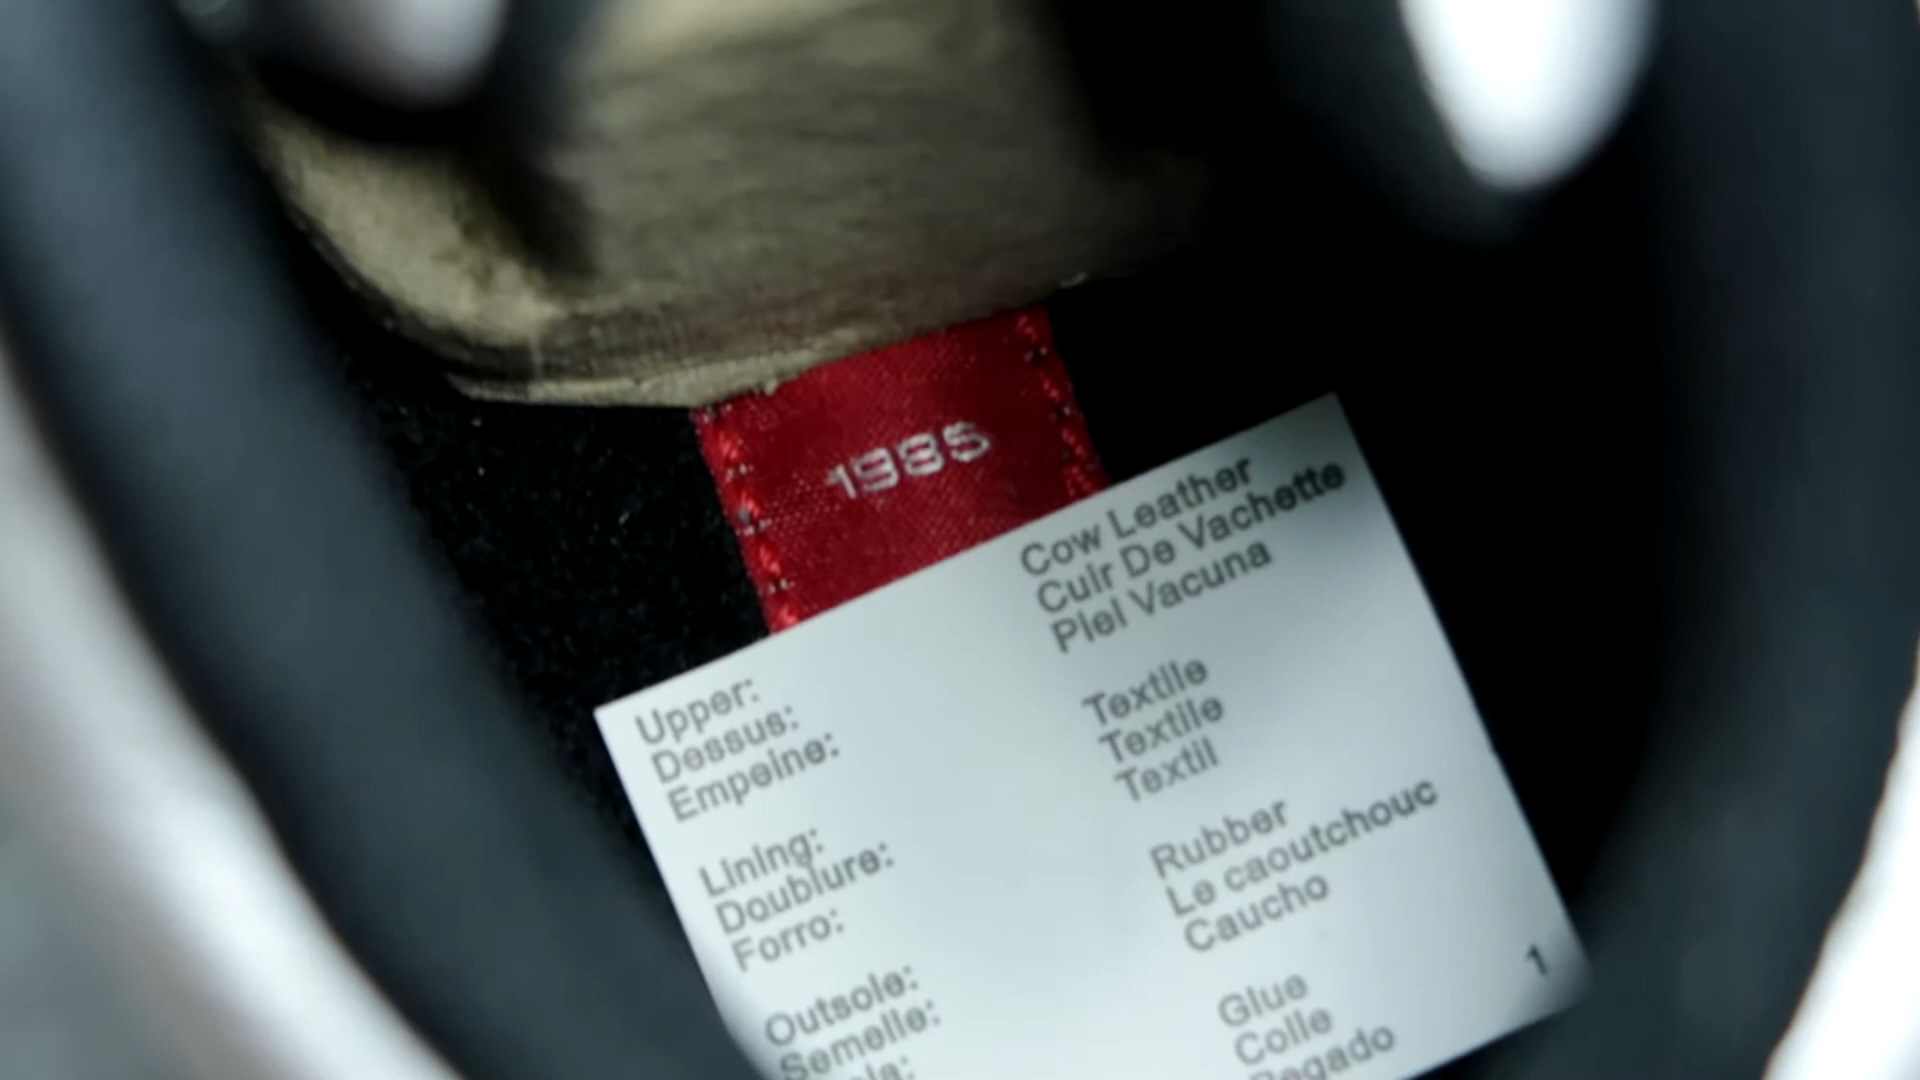 1985
Upper: Cow Leather
Dessus: Cuir De Vachette
Empeine: Piel Vacuna
Lining: Textile
Doublure: Textile
Forro: Textil
Outsole: Rubber
Semelle: Le caoutchouc
Caucho
Glue
Colle
Pegado
1